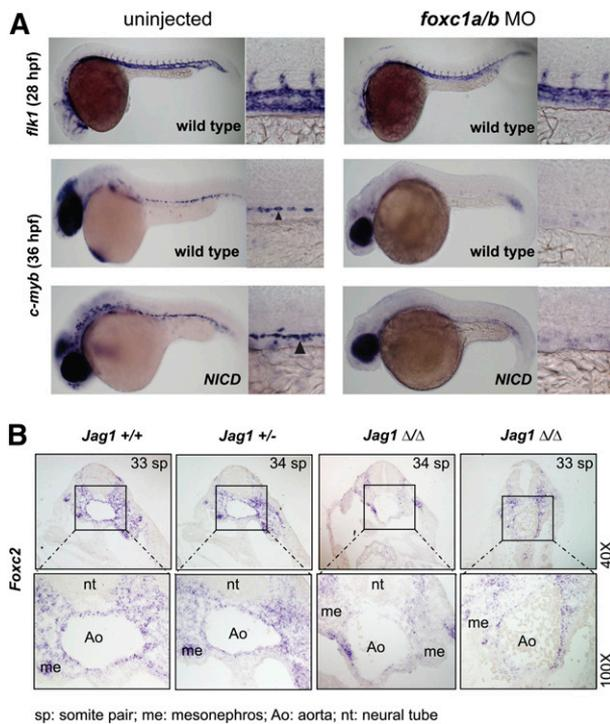 A
uninjected
foxc1a/b MO
flk1 (28 hpf)
wild type
wild type
c-myb (36 hpf)
wild type
wild type
NICD
NICD
B
Jag1 +/+
Jag1 +/-
Jag1 Δ/Δ
Jag1 Δ/Δ
Foxc2
33 sp
34 sp
34 sp
33 sp
40X
nt
Ao
me
nt
Ao
me
nt
me
Ao
me
me
Ao
100X
sp: somite pair; me: mesonephros; Ao: aorta; nt: neural tube